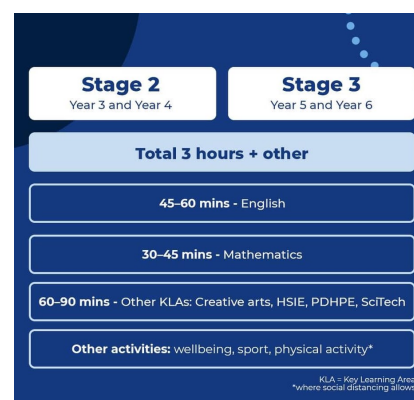 Stage 2
Year 3 and Year 4
Stage 3
Year 5 and Year 6
Total 3 hours + other
45–60 mins - English
30–45 mins - Mathematics
60–90 mins - Other KLAs: Creative arts, HSIE, PDHPE, SciTech
Other activities: wellbeing, sport, physical activity*
KLA = Key Learning Area
*where social distancing allows